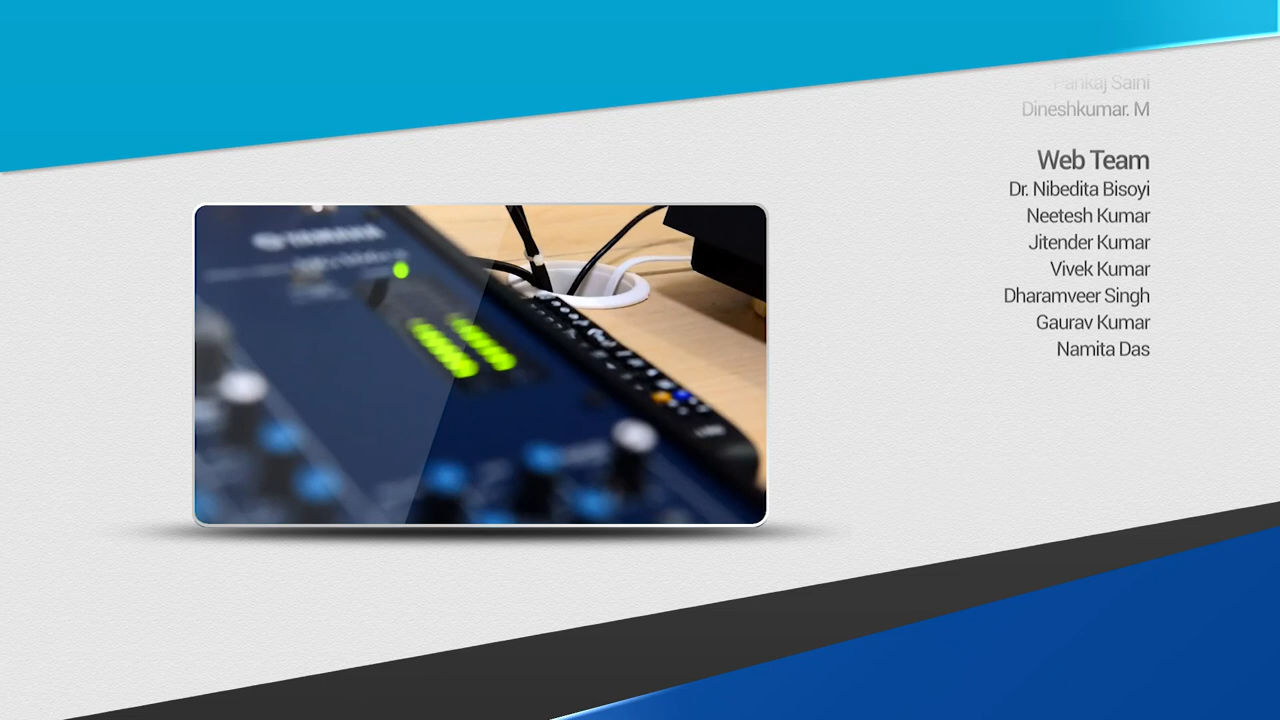 Pankaj Saini
Dineshkumar. M
Web Team
Dr. Nibedita Bisoyi
Neetesh Kumar
Jitender Kumar
Vivek Kumar
Dharamveer Singh
Gaurav Kumar
Namita Das
YAMAHA